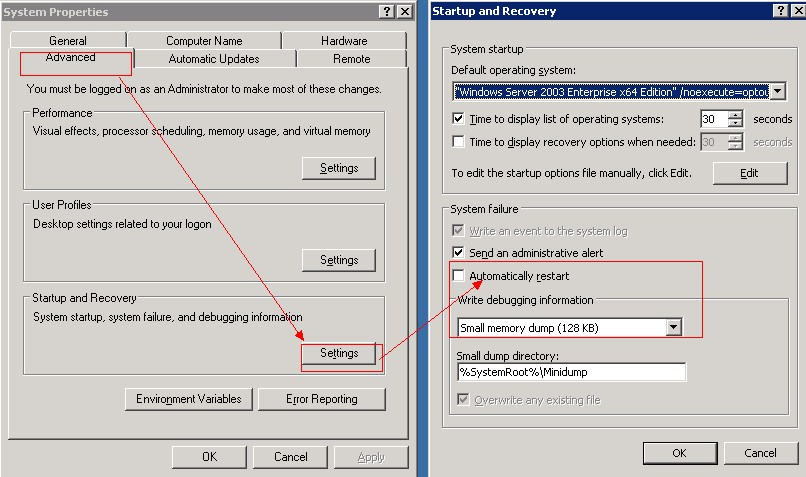 System Properties
General
Computer Name
Hardware
Advanced
Automatic Updates
Remote
You must be logged on as an Administrator to make most of these changes.
Performance
Visual effects, processor scheduling, memory usage, and virtual memory
Settings
User Profiles
Desktop settings related to your logon
Settings
Startup and Recovery
System startup, system failure, and debugging information
Settings
Environment Variables
Error Reporting
OK
Cancel
Apply
Startup and Recovery
System startup
Default operating system:
"Windows Server 2003 Enterprise x64 Edition" /noexecute=optou
Time to display list of operating systems:
30
seconds
Time to display recovery options when needed:
30
seconds
To edit the startup options file manually, click Edit.
Edit
System failure
Write an event to the system log
Send an administrative alert
Automatically restart
Write debugging information
Small memory dump (128 KB)
Small dump directory:
%SystemRoot%\Minidump
Overwrite any existing file
OK
Cancel